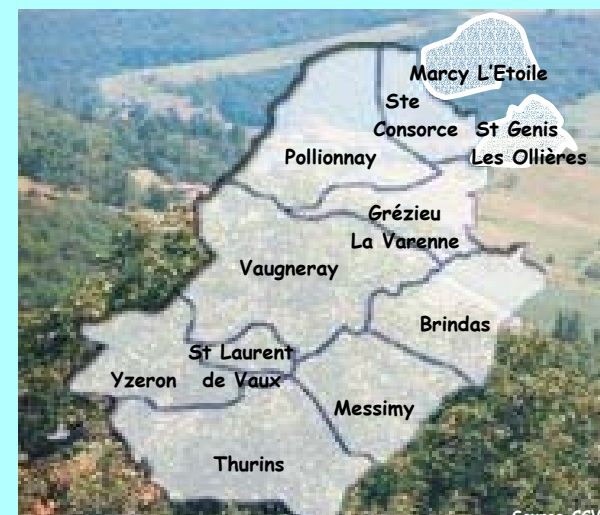 Marcy L'Etoile
Ste
Consorce
St Genis
Les Ollières
Pollionnay
Grézieu
La Varenne
Vaugneray
Brindas
St Laurent
de Vaux
Yzeron
Messimy
Thurins